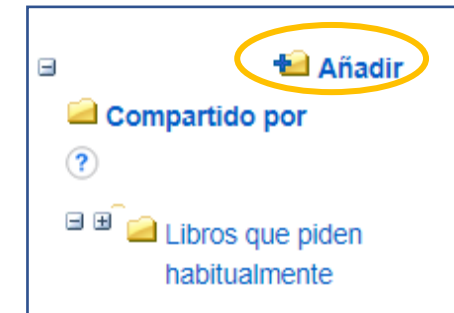 Añadir
Compartido por
?
Libros que piden
habitualmente